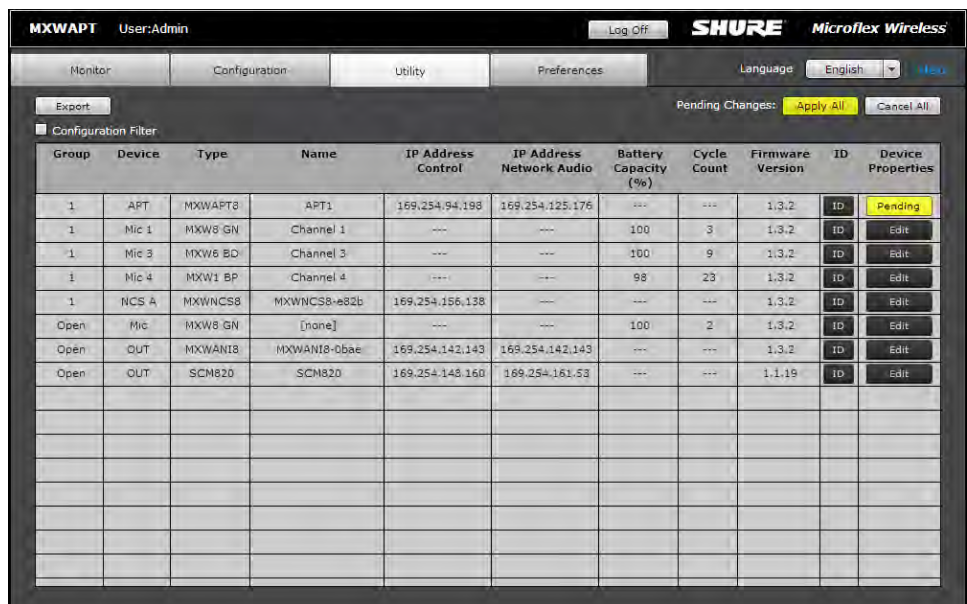 MXWAPT User:Admin Log Off SHURE Microflex Wireless
Monitor Configuration Utility Preferences Language English Help
Export Pending Changes: Apply All Cancel All
Configuration Filter
Group Device Type Name IP Address Control IP Address Network Audio Battery Capacity (%) Cycle Count Firmware Version ID Device Properties
1 APT MXWAPT8 APT1 169.254.94.198 169.254.125.176 --- --- 1.3.2 ID Pending
1 Mic 1 MXW8 GN Channel 1 --- --- 100 3 1.3.2 ID Edit
1 Mic 3 MXW6 BD Channel 3 --- --- 100 9 1.3.2 ID Edit
1 Mic 4 MXW1 BP Channel 4 --- --- 98 23 1.3.2 ID Edit
1 NCS A MXWNCS8 MXWNCS8-e82b 169.254.156.138 --- --- --- 1.3.2 ID Edit
Open Mic MXW8 GN [none] --- --- 100 2 1.3.2 ID Edit
Open OUT MXWANI8 MXWANI8-0bae 169.254.142.143 169.254.142.143 --- --- 1.3.2 ID Edit
Open OUT SCM820 SCM820 169.254.148.160 169.254.161.53 --- --- 1.1.19 ID Edit